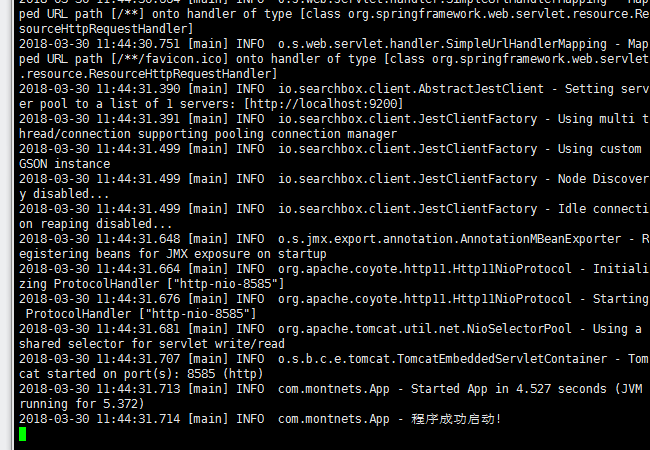 ped URL path [/**] onto handler of type [class org.springframework.web.servlet.resource.Re
sourceHttpRequestHandler]
2018-03-30 11:44:30.751 [main] INFO  o.s.web.servlet.handler.SimpleUrlHandlerMapping - Map
ped URL path [/**/favicon.ico] onto handler of type [class org.springframework.web.servlet
.resource.ResourceHttpRequestHandler]
2018-03-30 11:44:31.390 [main] INFO  io.searchbox.client.AbstractJestClient - Setting serv
er pool to a list of 1 servers: [http://localhost:9200]
2018-03-30 11:44:31.391 [main] INFO  io.searchbox.client.JestClientFactory - Using multi t
hread/connection supporting pooling connection manager
2018-03-30 11:44:31.499 [main] INFO  io.searchbox.client.JestClientFactory - Using custom
GSON instance
2018-03-30 11:44:31.499 [main] INFO  io.searchbox.client.JestClientFactory - Node Discover
y disabled...
2018-03-30 11:44:31.499 [main] INFO  io.searchbox.client.JestClientFactory - Idle connecti
on reaping disabled...
2018-03-30 11:44:31.648 [main] INFO  o.s.jmx.export.annotation.AnnotationMBeanExporter - R
egistering beans for JMX exposure on startup
2018-03-30 11:44:31.664 [main] INFO  org.apache.coyote.http11.Http11NioProtocol - Initiali
zing ProtocolHandler ["http-nio-8585"]
2018-03-30 11:44:31.676 [main] INFO  org.apache.coyote.http11.Http11NioProtocol - Starting
 ProtocolHandler ["http-nio-8585"]
2018-03-30 11:44:31.681 [main] INFO  org.apache.tomcat.util.net.NioSelectorPool - Using a
shared selector for servlet write/read
2018-03-30 11:44:31.707 [main] INFO  o.s.b.c.e.tomcat.TomcatEmbeddedServletContainer - Tom
cat started on port(s): 8585 (http)
2018-03-30 11:44:31.713 [main] INFO  com.montnets.App - Started App in 4.527 seconds (JVM
running for 5.372)
2018-03-30 11:44:31.714 [main] INFO  com.montnets.App - 程序成功启动!